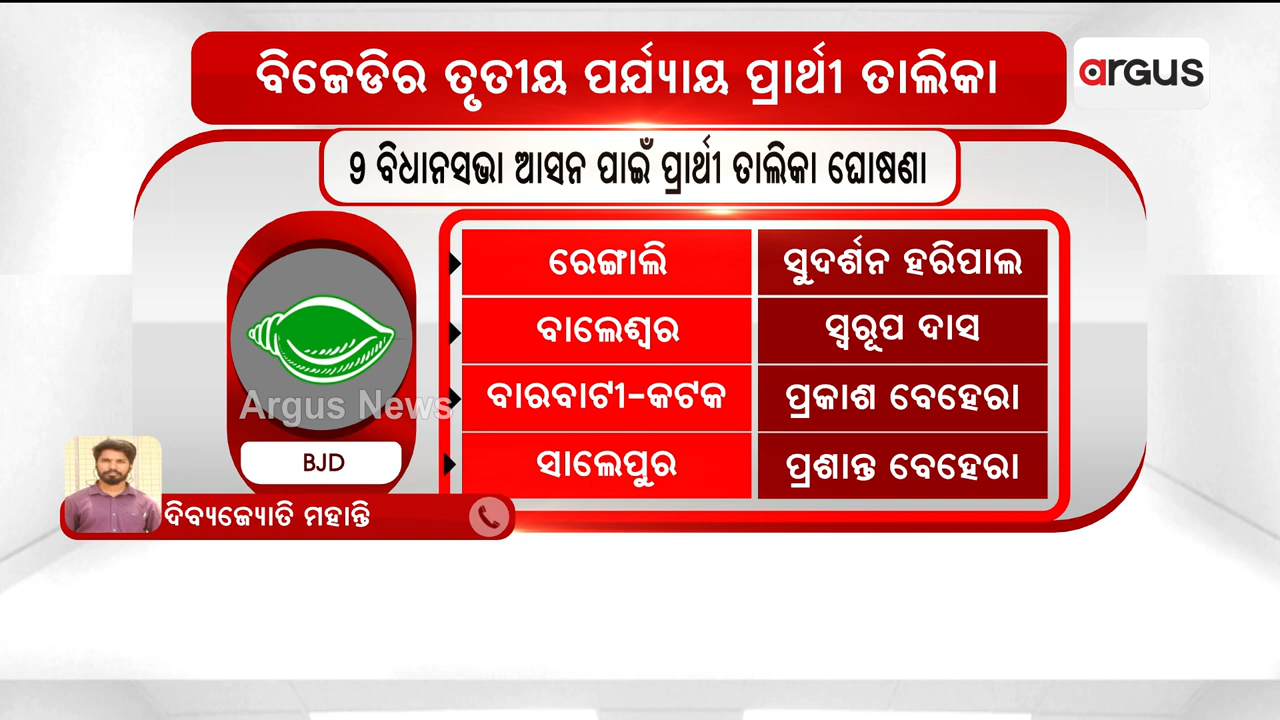 ବିଜେଡିର ତୃତୀୟ ପର୍ଯ୍ୟାୟ ପ୍ରାର୍ଥୀ ତାଲିକା
argus
9 ବିଧାନସଭା ଆସନ ପାଇଁ ପ୍ରାର୍ଥୀ ତାଲିକା ଘୋଷଣା
ରେଙ୍ଗାଲି ସୁଦର୍ଶନ ହରିପାଲ
ବାଲେଶ୍ୱର ସ୍ୱରୂପ ଦାସ
ବାରବାଟୀ-କଟକ ପ୍ରକାଶ ବେହେରା
ସାଲେପୁର ପ୍ରଶାନ୍ତ ବେହେରା
Argus News
BJD
ଦିବ୍ୟଜ୍ୟୋତି ମହାନ୍ତି